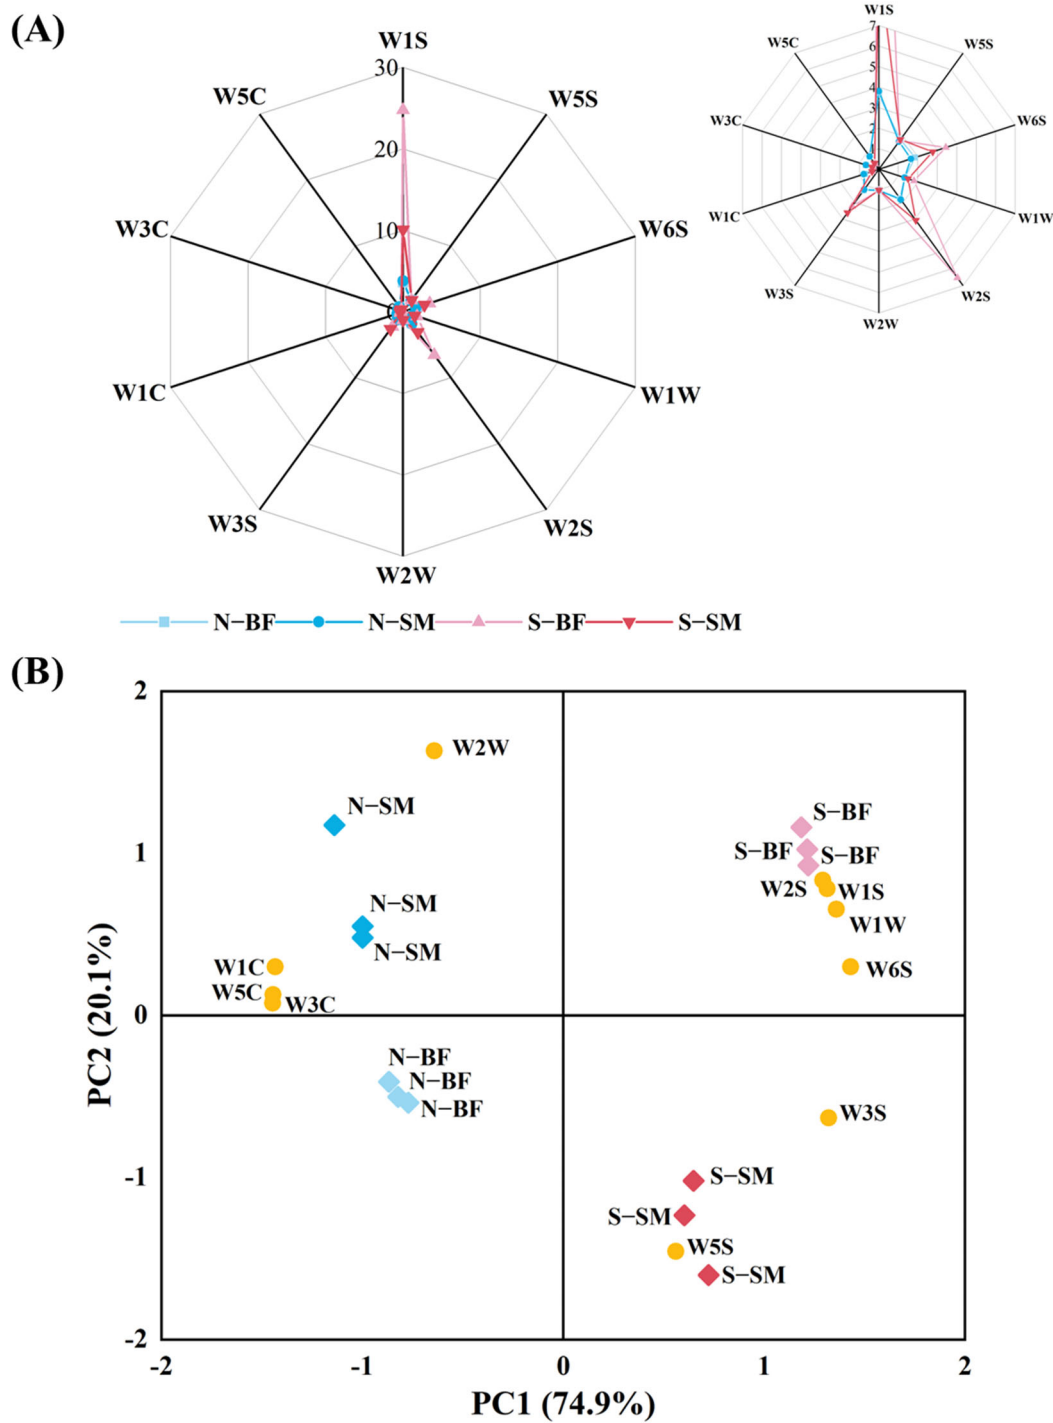 (A)
W1S
30
20
10
0
W5S
W6S
W1W
W2S
W2W
W3S
W1C
W3C
W5C
W1S
7
6
5
4
3
2
1
W5S
W6S
W1W
W2S
W2W
W3S
W1C
W3C
W5C
N−BF N−SM S−BF S−SM
(B)
PC2 (20.1%)
2
1
0
-1
-2
W2W
N−SM
N−SM
N−SM
W1C
W5C
W3C
N−BF
N−BF
N−BF
S−BF
S−BF S−BF
W2S W1S
W1W
W6S
W3S
S−SM
S−SM
W5S
S−SM
-2 -1 0 1 2
PC1 (74.9%)